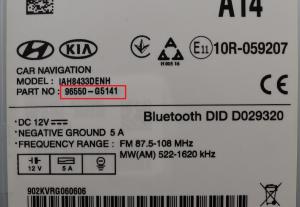 A14
HYUNDAI KIA
E11 10R-059207
CAR NAVIGATION
MODEL : IAH8433DENH
PART NO : 96550-G5141
DC 12V
NEGATIVE GROUND 5 A
FREQUENCY RANGE : FM 87.5-108 MHz
MW(AM) 522-1620 kHz
Bluetooth DID D029320
12 V 5 A
902KVRG060606